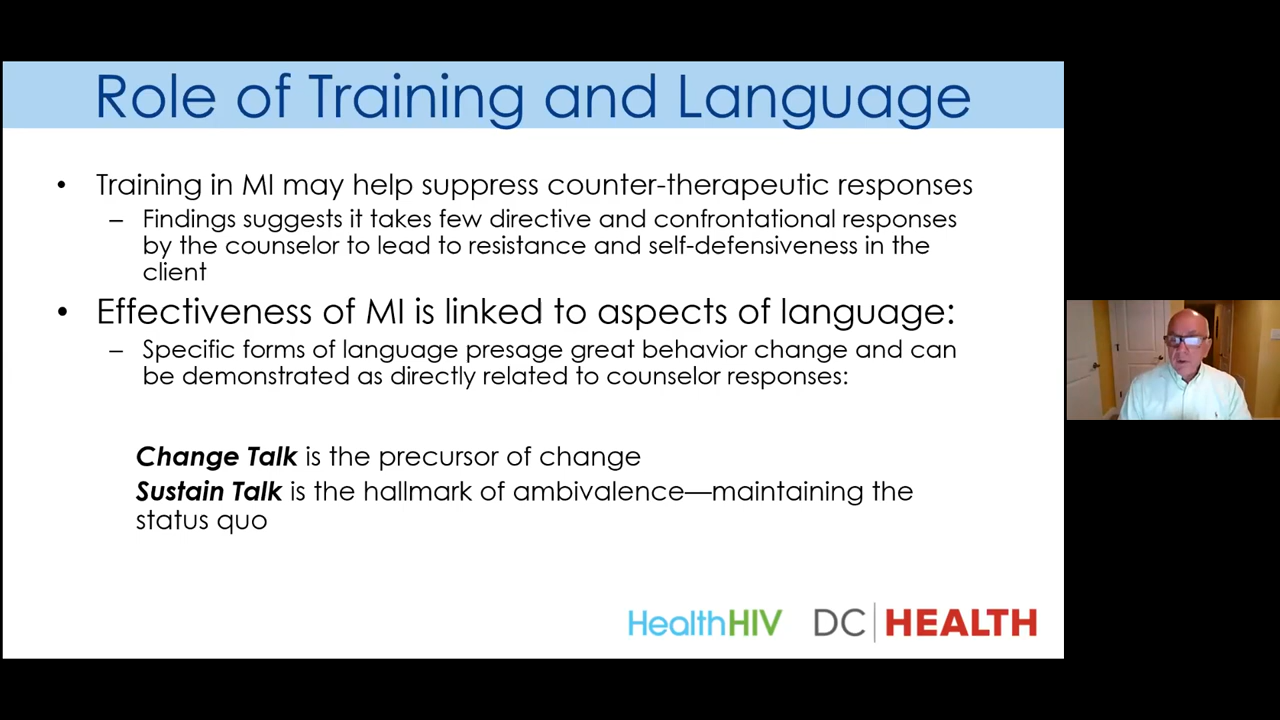 Role of Training and Language
• Training in MI may help suppress counter-therapeutic responses
– Findings suggests it takes few directive and confrontational responses
by the counselor to lead to resistance and self-defensiveness in the
client
• Effectiveness of MI is linked to aspects of language:
– Specific forms of language presage great behavior change and can
be demonstrated as directly related to counselor responses:
Change Talk is the precursor of change
Sustain Talk is the hallmark of ambivalence—maintaining the
status quo
HealthHIV DC|HEALTH